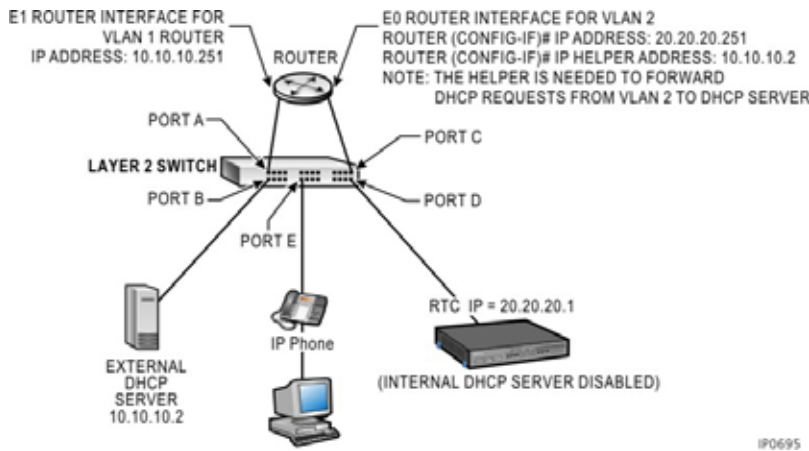 E1 ROUTER INTERFACE FOR
VLAN 1 ROUTER
IP ADDRESS: 10.10.10.251
E0 ROUTER INTERFACE FOR VLAN 2
ROUTER (CONFIG-IF)# IP ADDRESS: 20.20.20.251
ROUTER (CONFIG-IF)# IP HELPER ADDRESS: 10.10.10.2
NOTE: THE HELPER IS NEEDED TO FORWARD
DHCP REQUESTS FROM VLAN 2 TO DHCP SERVER
ROUTER
PORT A
PORT C
LAYER 2 SWITCH
PORT B
PORT D
PORT E
RTC IP = 20.20.20.1
IP Phone
EXTERNAL
DHCP
SERVER
10.10.10.2
(INTERNAL DHCP SERVER DISABLED)
IP0695